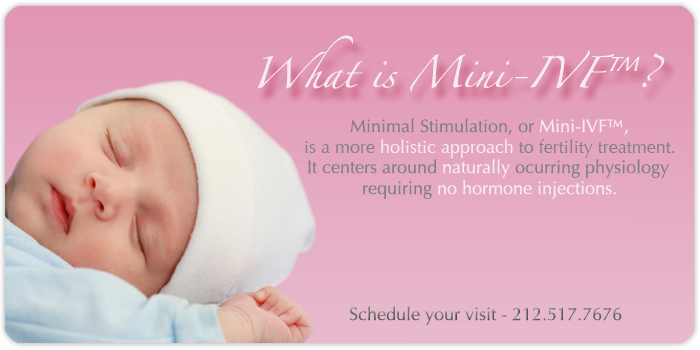 What is Mini-IVF™?
Minimal Stimulation, or Mini-IVF™,
is a more holistic approach to fertility treatment.
It centers around naturally ocurring physiology
requiring no hormone injections.
Schedule your visit - 212.517.7676